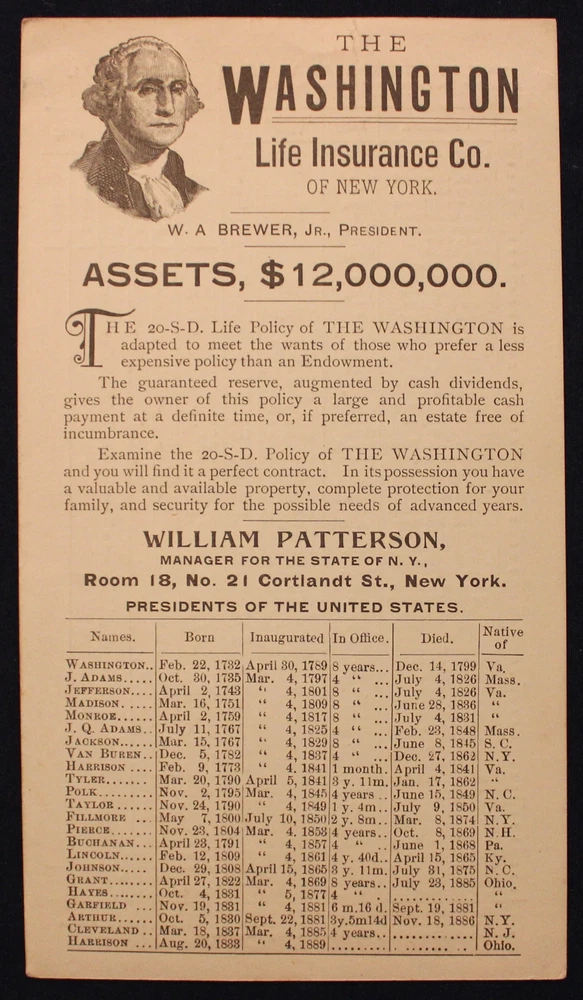 THE
WASHINGTON
Life Insurance Co.
OF NEW YORK.
W. A BREWER, JR., PRESIDENT.
ASSETS, $12,000,000.
THE 20-S-D. Life Policy of THE WASHINGTON is
adapted to meet the wants of those who prefer a less
expensive policy than an Endowment.
The guaranteed reserve, augmented by cash dividends,
gives the owner of this policy a large and profitable cash
payment at a definite time, or, if preferred, an estate free of
incumbrance.
Examine the 20-S-D. Policy of THE WASHINGTON
and you will find it a perfect contract. In its possession you have
a valuable and available property, complete protection for your
family, and security for the possible needs of advanced years.
WILLIAM PATTERSON,
MANAGER FOR THE STATE OF N. Y.,
Room 18, No. 21 Cortlandt St., New York.
PRESIDENTS OF THE UNITED STATES.
Names. Born Inaugurated In Office. Died. Native of
WASHINGTON.. Feb. 22, 1732 April 30, 1789 8 years... Dec. 14, 1799 Va.
J. ADAMS..... Oct. 30, 1735 Mar. 4, 1797 4 " ... July 4, 1826 Mass.
JEFFERSON.... April 2, 1743 " 4, 1801 8 " ... July 4, 1826 Va.
MADISON..... Mar. 16, 1751 " 4, 1809 8 " ... June 28, 1836 "
MONROE..... April 2, 1759 " 4, 1817 8 " ... July 4, 1831 "
J. Q. ADAMS.. July 11, 1767 " 4, 1825 4 " ... Feb. 23, 1848 Mass.
JACKSON..... Mar. 15, 1767 " 4, 1829 8 " ... June 8, 1845 S. C.
VAN BUREN.. Dec. 5, 1782 " 4, 1837 4 " ... Dec. 27, 1862 N.Y.
HARRISON .... Feb. 9, 1773 " 4, 1841 1 month. April 4, 1841 Va.
TYLER....... Mar. 20, 1790 April 5, 1841 3 y. 11m. Jan. 17, 1862 "
POLK........ Nov. 2, 1795 Mar. 4, 1845 4 years .. June 15, 1849 N. C.
TAYLOR ...... Nov. 24, 1790 " 4, 1849 1 y. 4m.. July 9, 1850 Va.
FILLMORE ... May 7, 1800 July 10, 1850 2 y. 8m.. Mar. 8, 1874 N.Y.
PIERCE...... Nov. 23, 1804 Mar. 4, 1853 4 years.. Oct. 8, 1869 N.H.
BUCHANAN... April 23, 1791 " 4, 1857 4 " .. June 1, 1868 Pa.
LINCOLN..... Feb. 12, 1809 " 4, 1861 4 y. 40d.. April 15, 1865 Ky.
JOHNSON..... Dec. 29, 1808 April 15, 1865 3 y. 11m. July 31, 1875 N. C.
GRANT........ April 27, 1822 Mar. 4, 1869 8 years.. July 23, 1885 Ohio.
HAYES....... Oct. 4, 1831 " 5, 1877 4 " .. ............ "
GARFIELD ... Nov. 19, 1831 " 4, 1881 6 m. 16 d. Sept. 19, 1881 "
ARTHUR...... Oct. 5, 1830 Sept. 22, 1881 3y.5m14d Nov. 18, 1886 N.Y.
CLEVELAND .. Mar. 18, 1837 Mar. 4, 1885 4 years.. ............ N. J.
HARRISON ... Aug. 20, 1833 " 4, 1889 .......... ............ Ohio.